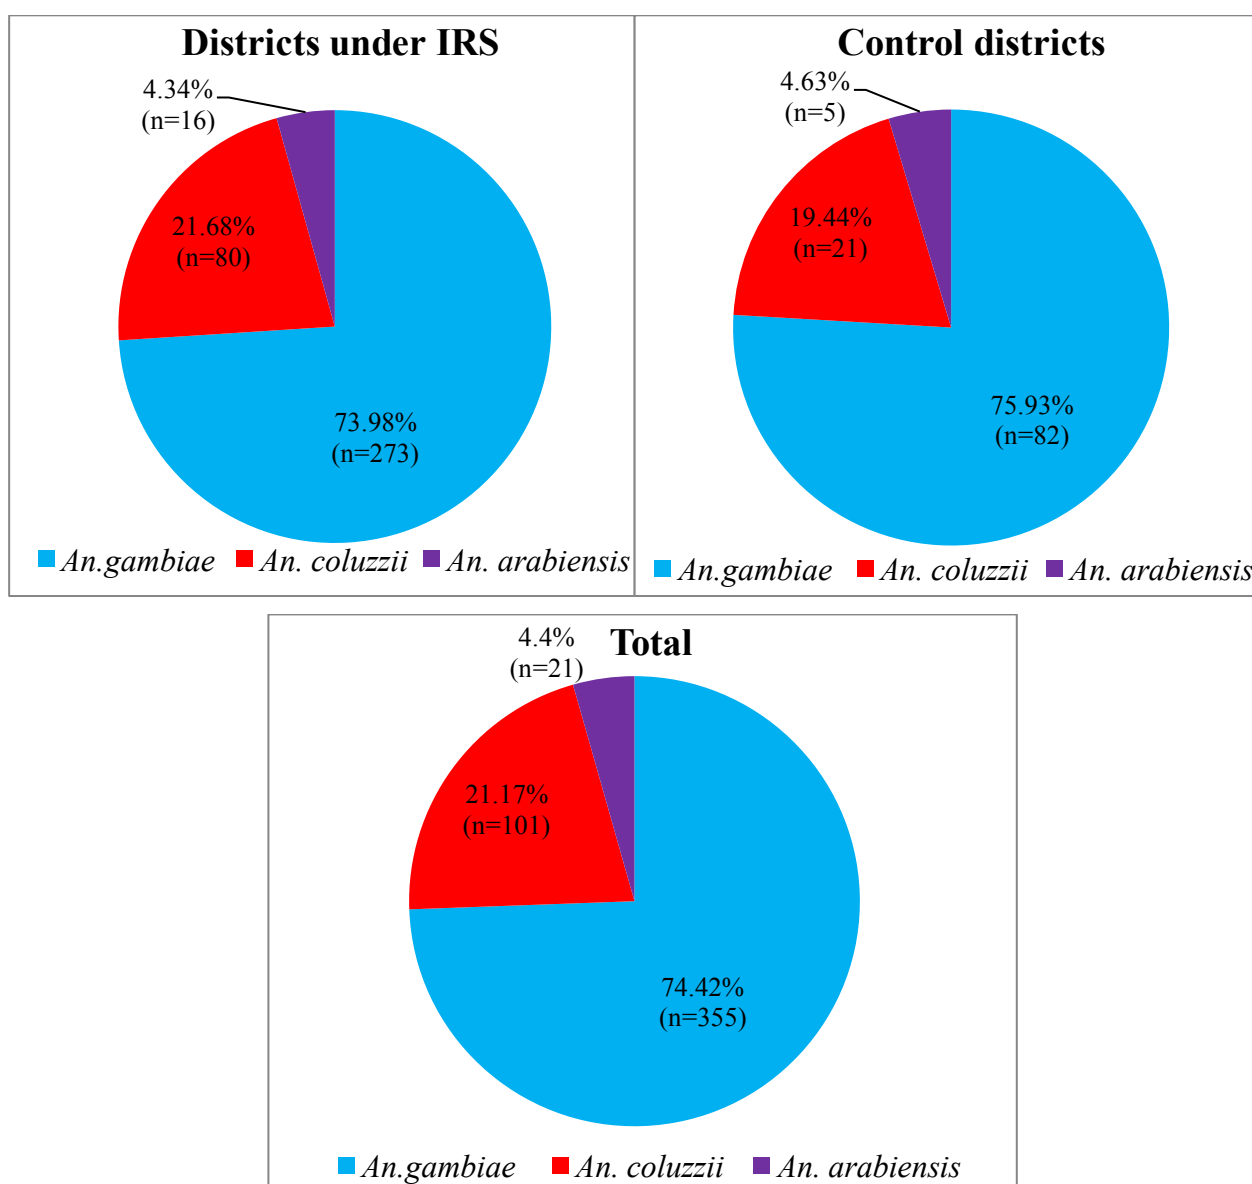 Districts under IRS
4.34%
(n=16)
21.68%
(n=80)
73.98%
(n=273)
An.gambiae An. coluzzii An. arabiensis
Control districts
4.63%
(n=5)
19.44%
(n=21)
75.93%
(n=82)
An.gambiae An. coluzzii An. arabiensis
Total
4.4%
(n=21)
21.17%
(n=101)
74.42%
(n=355)
An.gambiae An. coluzzii An. arabiensis